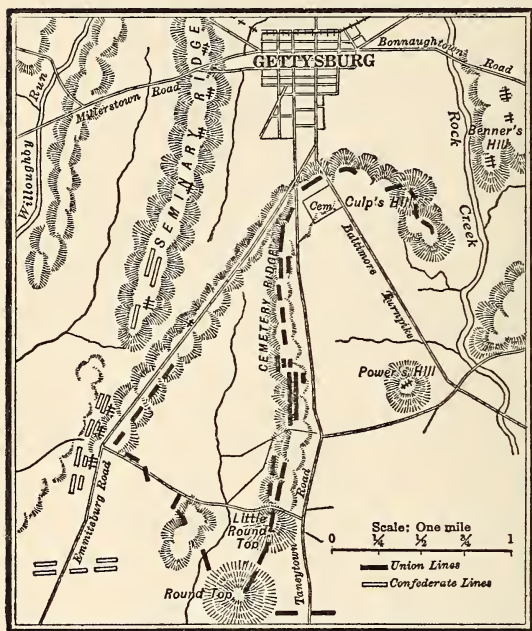 GETTYSBURG
Bonnaughtown
Road
Millerstown Road
Willoughby
Run
SEMINARY RIDGE
Benner's
Hill
Rock
Creek
Cem.
Culp's Hill
Baltimore
Turnpike
CEMETERY RIDGE
Power's Hill
Emmitsburg Road
Taneytown
Road
Little
Round
Top
Round Top
Scale: One mile
0 ¼ ½ ¾ 1
Union Lines
Confederate Lines